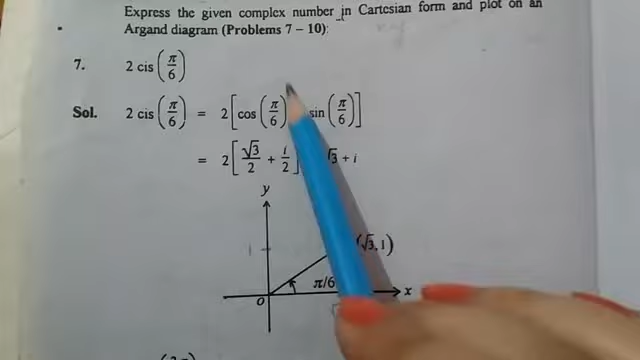 Express the given complex number in Cartesian form and plot on an
Argand diagram (Problems 7 – 10):
7. 2 cis(π/6)
Sol. 2 cis(π/6) = 2[cos(π/6) sin(π/6)]
= 2[√3/2 + i/2] √3 + i
y
(√3, 1)
1
π/6
O x